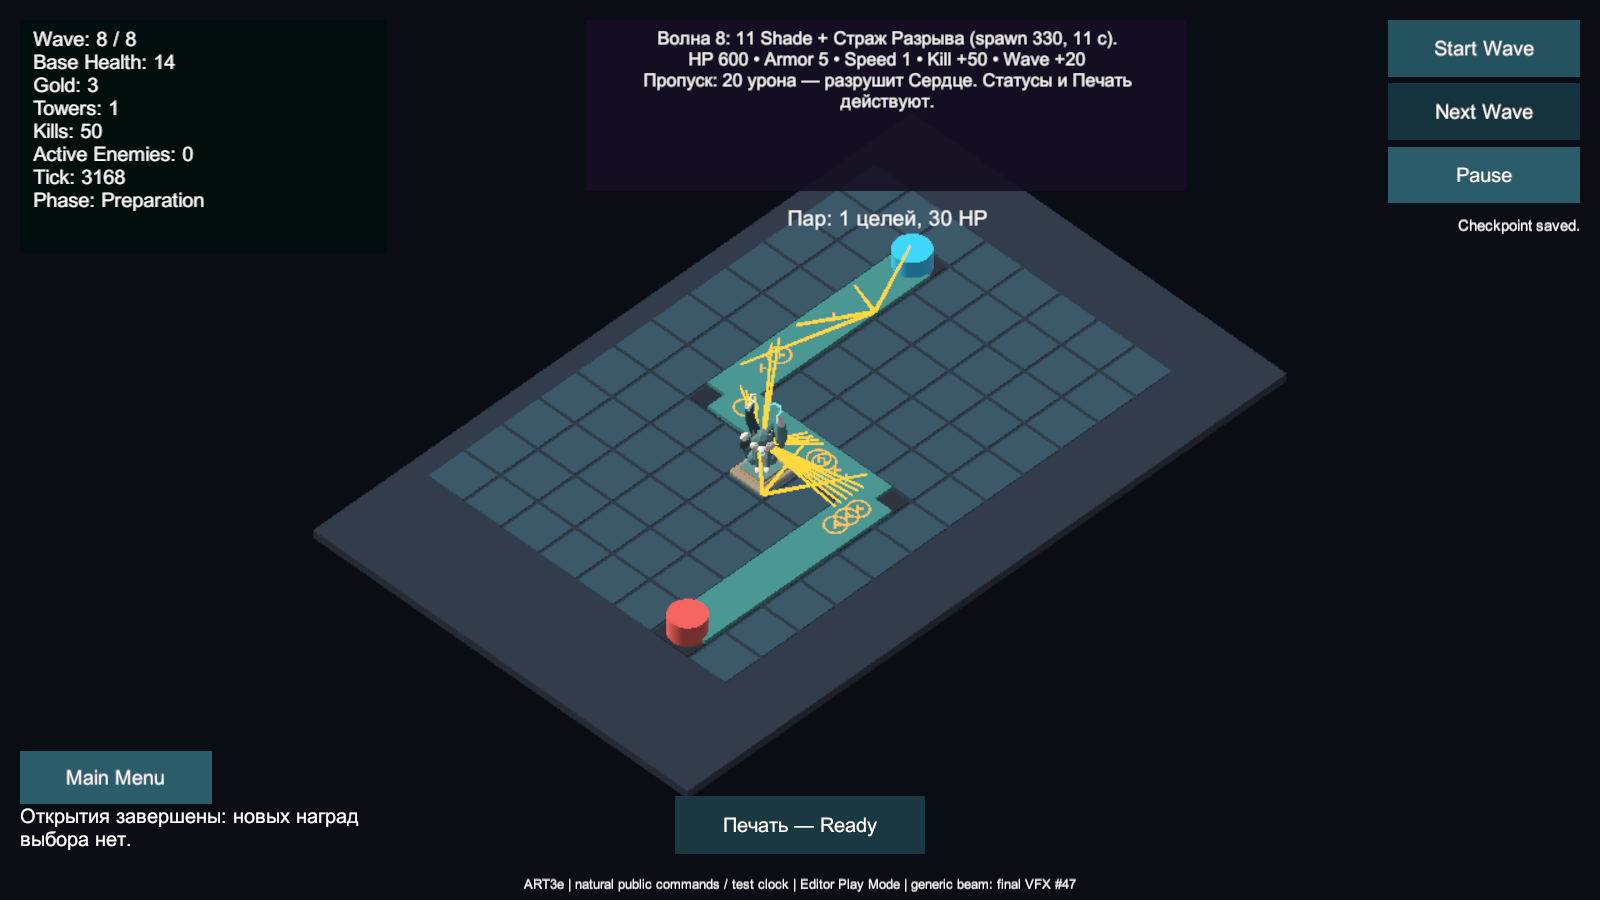 Wave: 8 / 8
Base Health: 14
Gold: 3
Towers: 1
Kills: 50
Active Enemies: 0
Tick: 3168
Phase: Preparation
Волна 8: 11 Shade + Страж Разрыва (spawn 330, 11 с).
HP 600 • Armor 5 • Speed 1 • Kill +50 • Wave +20
Пропуск: 20 урона — разрушит Сердце. Статусы и Печать
действуют.
Start Wave
Next Wave
Pause
Checkpoint saved.
Пар: 1 целей, 30 HP
Main Menu
Открытия завершены: новых наград
выбора нет.
Печать — Ready
ART3e | natural public commands / test clock | Editor Play Mode | generic beam: final VFX #47